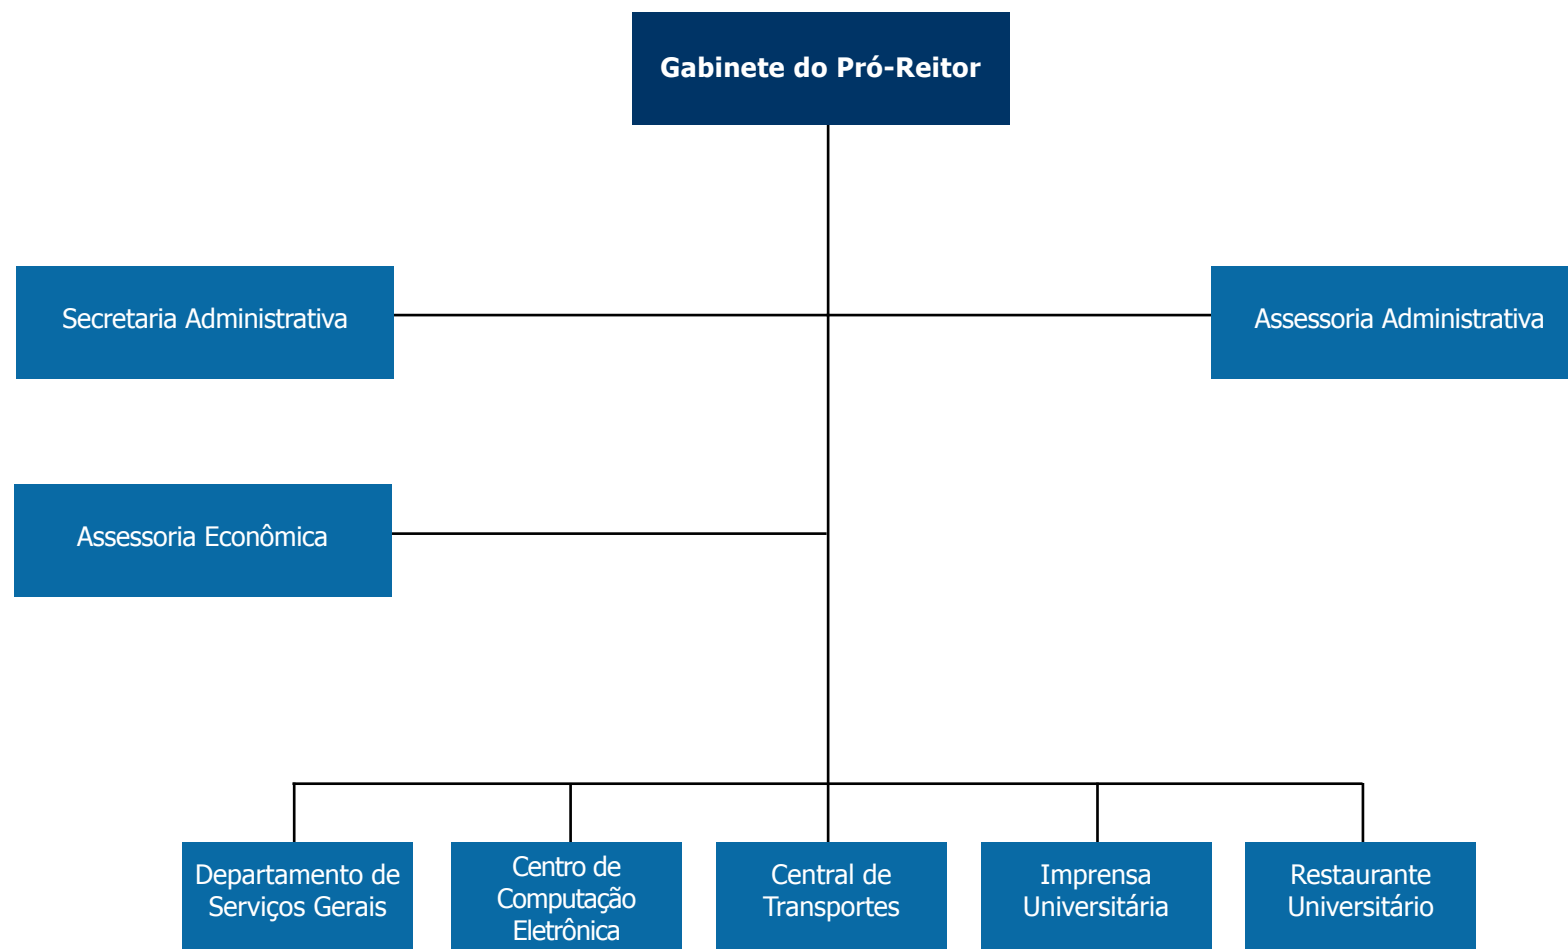 Gabinete do Pró-Reitor
Secretaria Administrativa
Assessoria Administrativa
Assessoria Econômica
Departamento de
Serviços Gerais
Centro de
Computação
Eletrônica
Central de
Transportes
Imprensa
Universitária
Restaurante
Universitário